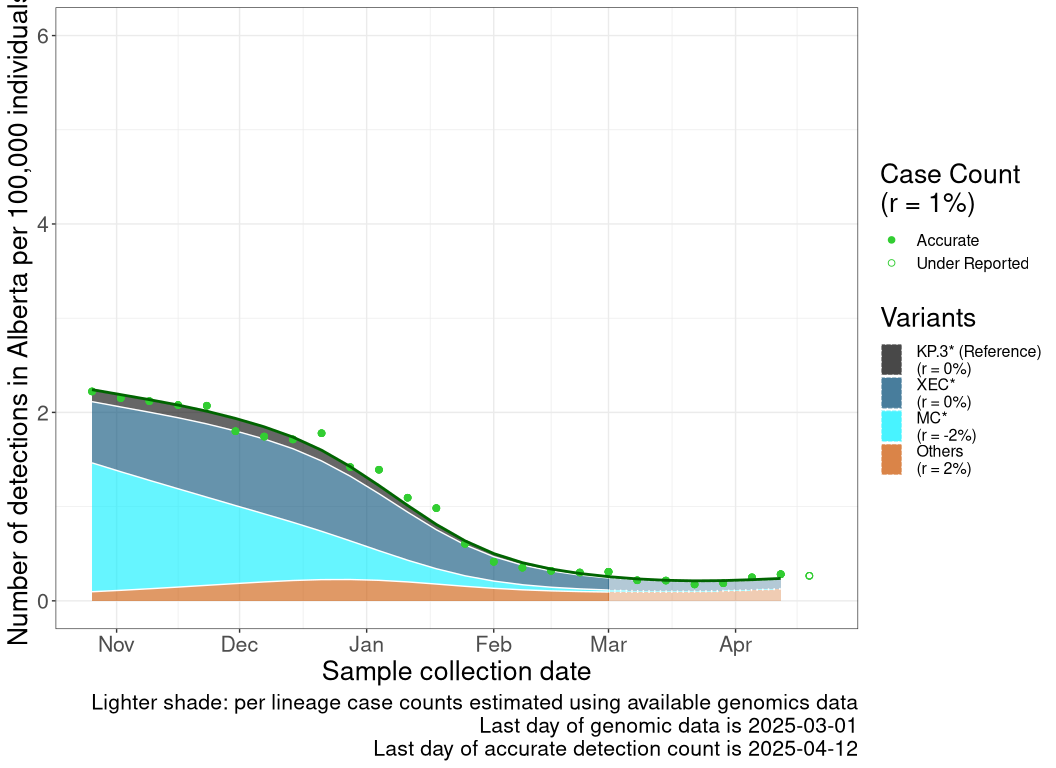 Number of detections in Alberta per 100,000 individuals
6
4
2
0
Nov
Dec
Jan
Feb
Mar
Apr
Sample collection date
Lighter shade: per lineage case counts estimated using available genomics data
Last day of genomic data is 2025-03-01
Last day of accurate detection count is 2025-04-12
Case Count
(r = 1%)
Accurate
Under Reported
Variants
KP.3* (Reference)
(r = 0%)
XEC*
(r = 0%)
MC*
(r = -2%)
Others
(r = 2%)